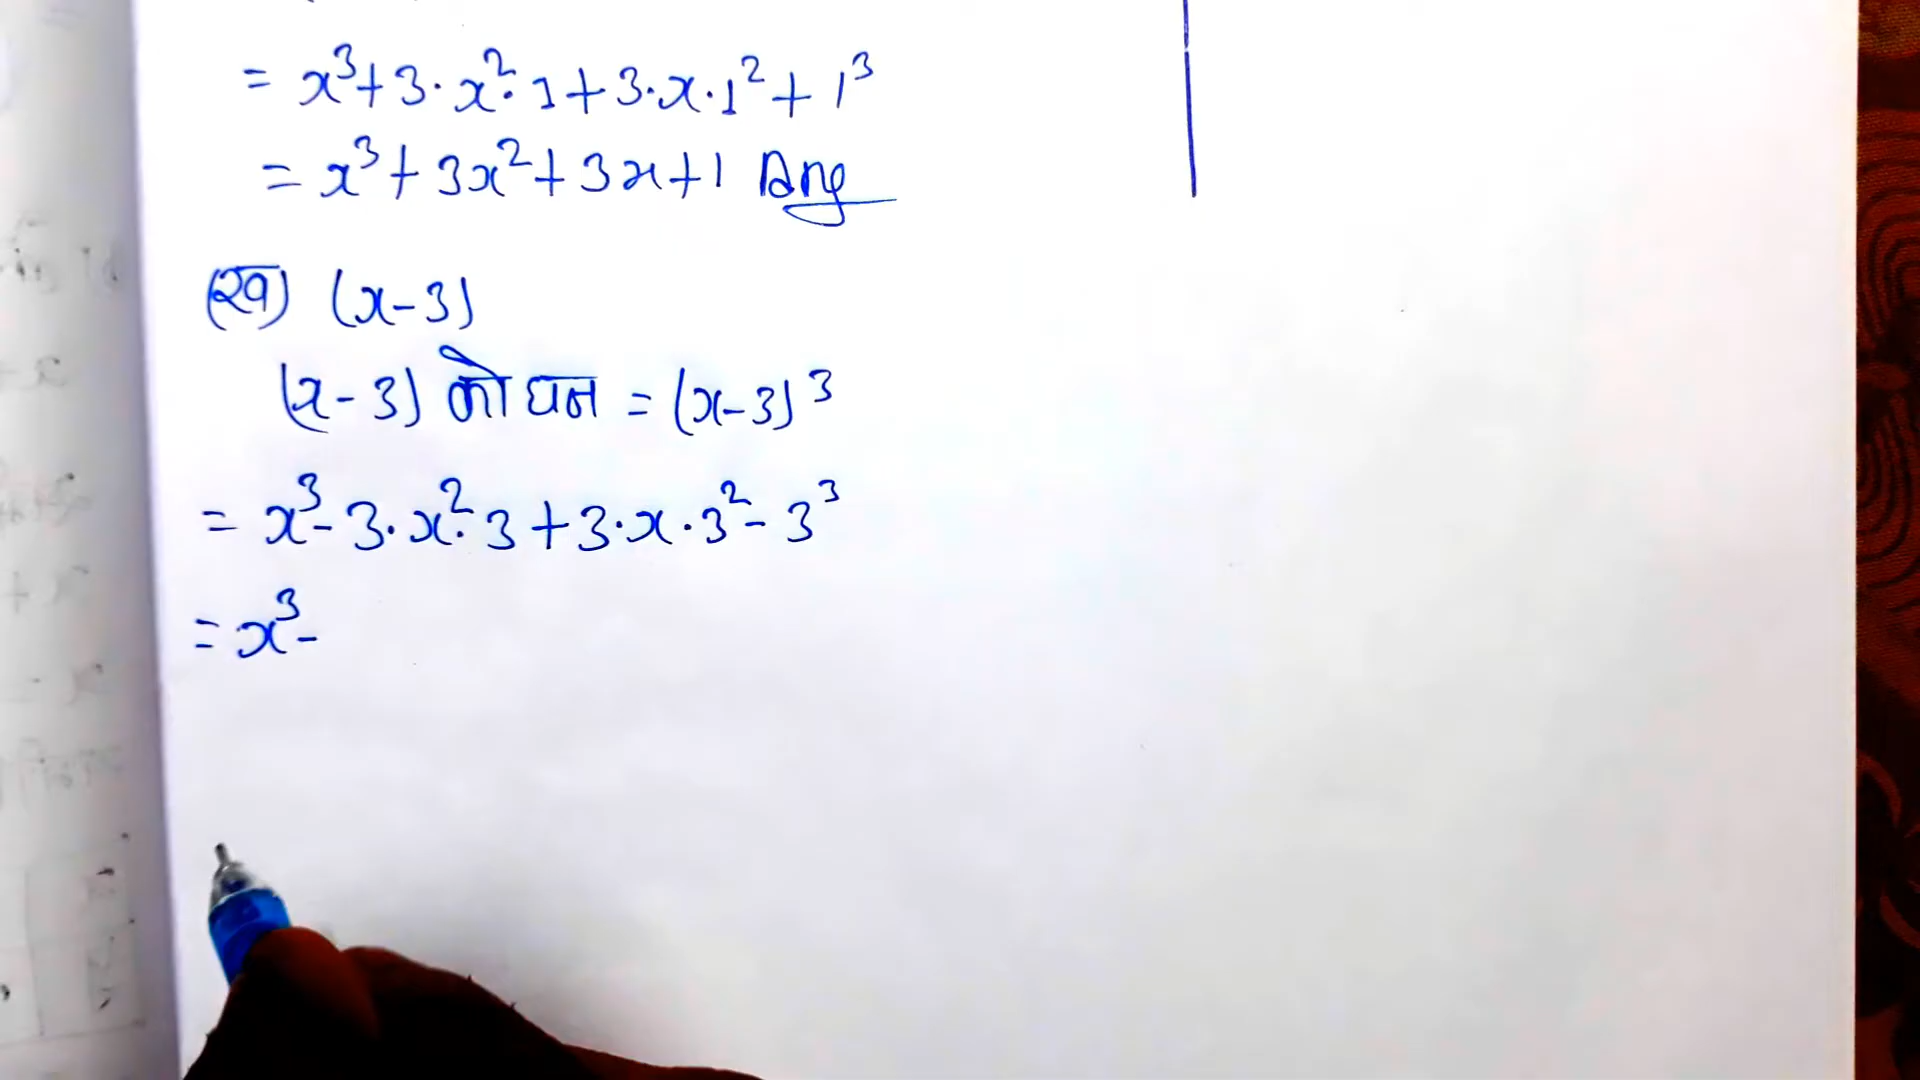 = x³+3·x²·1+3·x·1²+1³
= x³+3x²+3x+1 Ans
(ख) (x-3)
(x-3) को घन = (x-3)³
= x³-3·x²·3+3·x·3²-3³
= x³-